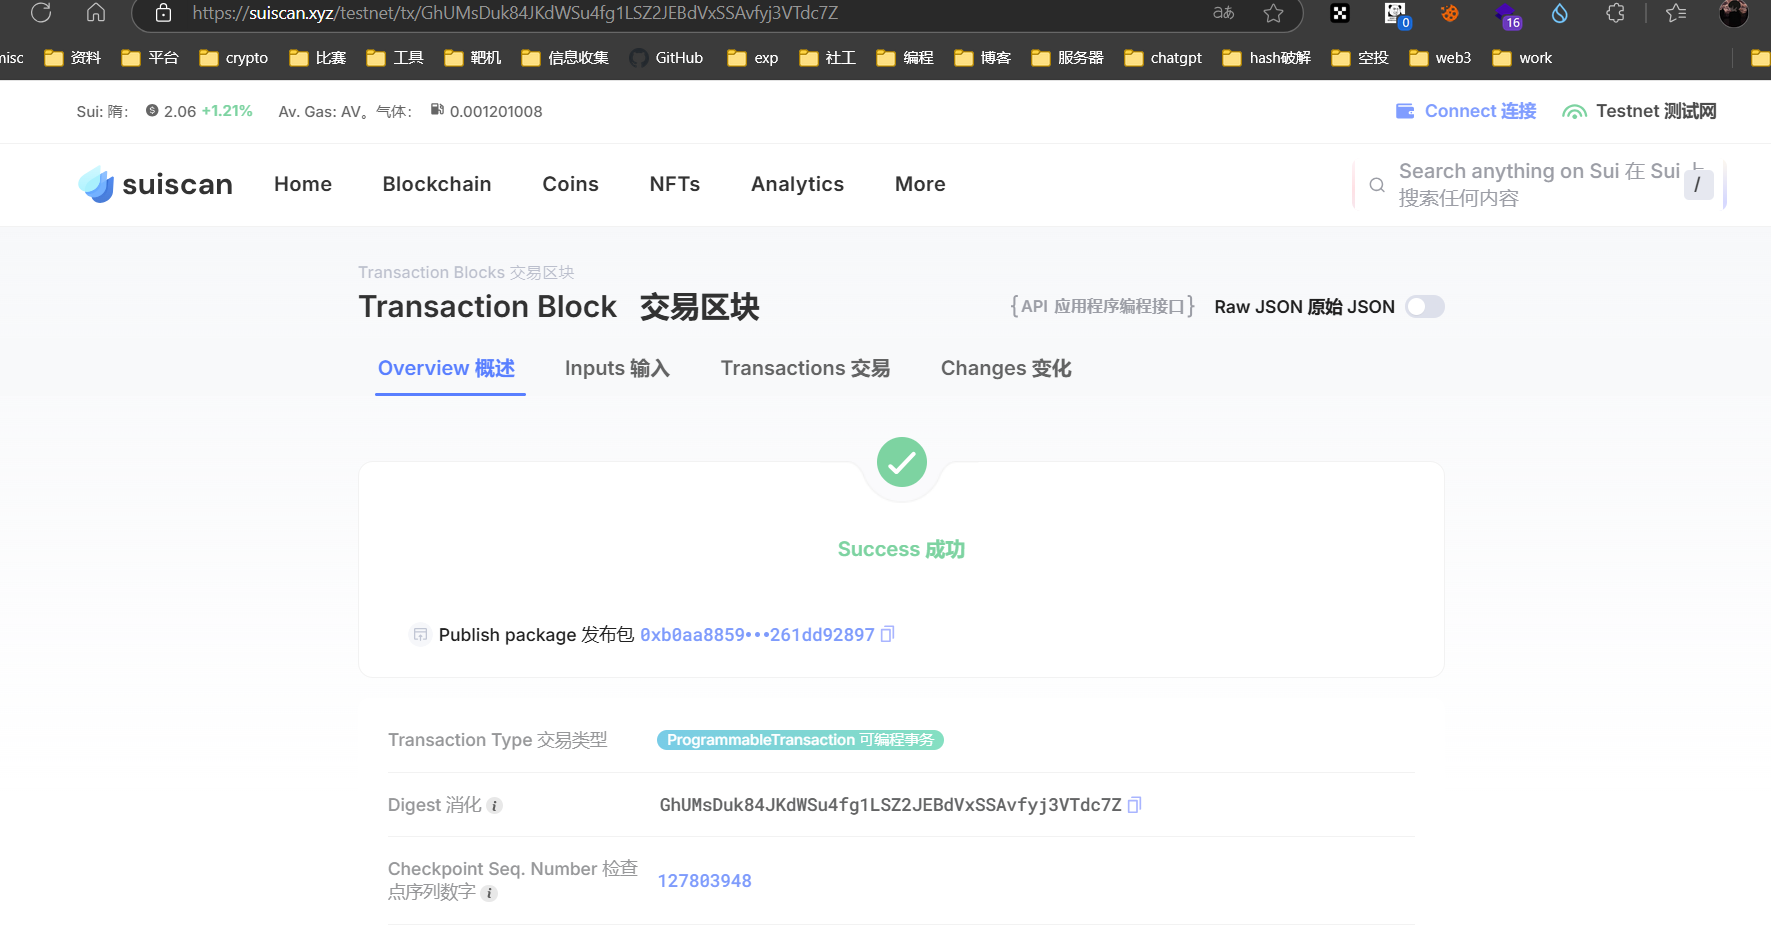 https://suiscan.xyz/testnet/tx/GhUMsDuk84JKdWSu4fg1LSZ2JEBdVxSSAvfyj3VTdc7Z
aあ
0
16
misc 资料 平台 crypto 比赛 工具 靶机 信息收集 GitHub exp 社工 编程 博客 服务器 chatgpt hash破解 空投 web3 work
Sui: 隋: 2.06 +1.21% Av. Gas: AV。气体: 0.001201008
Connect 连接 Testnet 测试网
suiscan Home Blockchain Coins NFTs Analytics More
Search anything on Sui 在 Sui 上
搜索任何内容
/
Transaction Blocks 交易区块
Transaction Block 交易区块
{API 应用程序编程接口} Raw JSON 原始 JSON
Overview 概述 Inputs 输入 Transactions 交易 Changes 变化
Success 成功
Publish package 发布包 0xb0aa8859•••261dd92897
Transaction Type 交易类型 ProgrammableTransaction 可编程事务
Digest 消化 i GhUMsDuk84JKdWSu4fg1LSZ2JEBdVxSSAvfyj3VTdc7Z
Checkpoint Seq. Number 检查
点序列数字 i
127803948